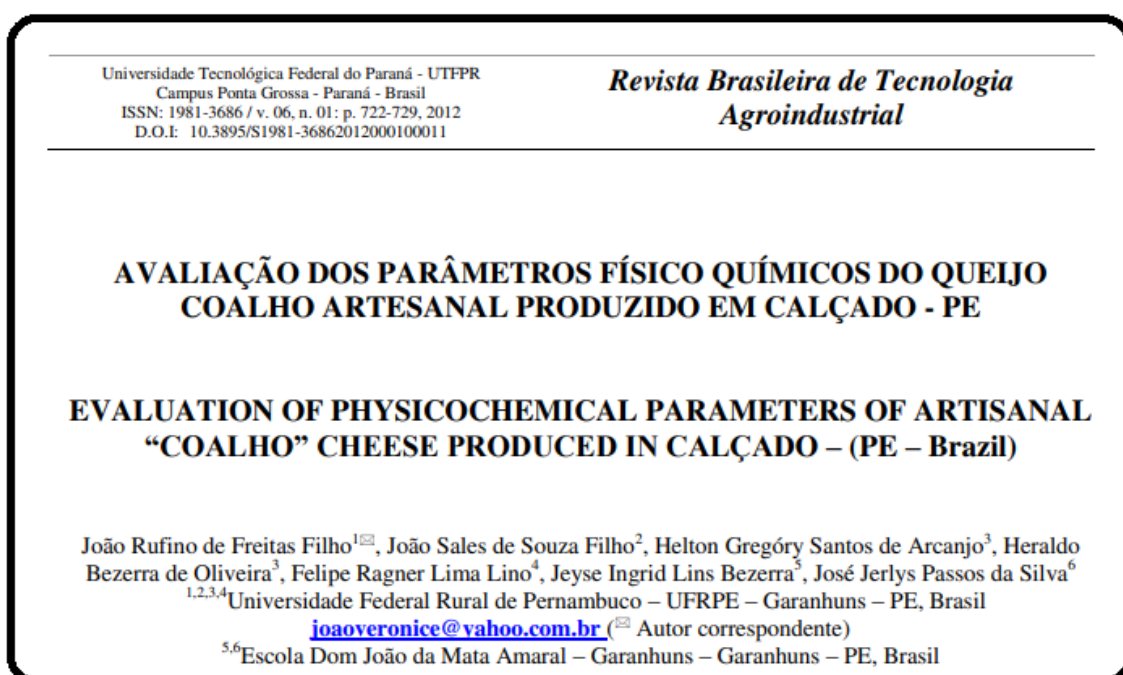 Universidade Tecnológica Federal do Paraná - UTFPR
Campus Ponta Grossa - Paraná - Brasil
ISSN: 1981-3686 / v. 06, n. 01: p. 722-729, 2012
D.O.I: 10.3895/S1981-36862012000100011
Revista Brasileira de Tecnologia
Agroindustrial
AVALIAÇÃO DOS PARÂMETROS FÍSICO QUÍMICOS DO QUEIJO
COALHO ARTESANAL PRODUZIDO EM CALÇADO - PE
EVALUATION OF PHYSICOCHEMICAL PARAMETERS OF ARTISANAL
“COALHO” CHEESE PRODUCED IN CALÇADO – (PE – Brazil)
João Rufino de Freitas Filho¹✉, João Sales de Souza Filho², Helton Gregóry Santos de Arcanjo³, Heraldo
Bezerra de Oliveira³, Felipe Ragner Lima Lino⁴, Jeyse Ingrid Lins Bezerra⁵, José Jerlys Passos da Silva⁶
¹,²,³,⁴Universidade Federal Rural de Pernambuco – UFRPE – Garanhuns – PE, Brasil
joaoveronice@yahoo.com.br (✉ Autor correspondente)
⁵,⁶Escola Dom João da Mata Amaral – Garanhuns – Garanhuns – PE, Brasil